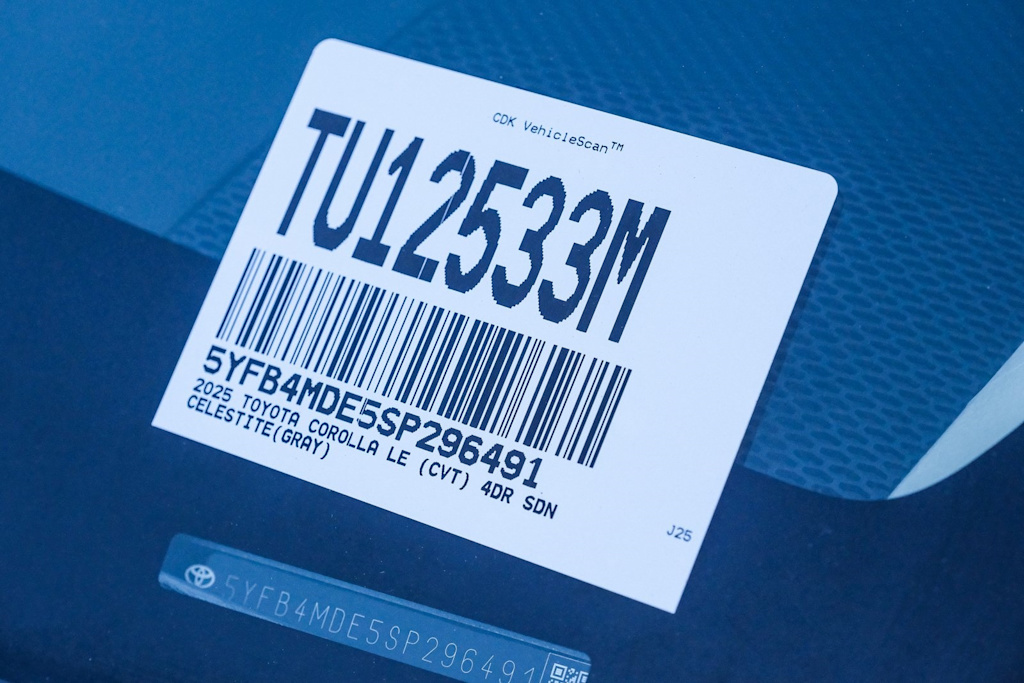 CDK VehicleScan™
TU12533M
5YFB4MDE5SP296491
2025 TOYOTA COROLLA LE (CVT) 4DR SDN
CELESTITE(GRAY)
J25
5YFB4MDE5SP296491